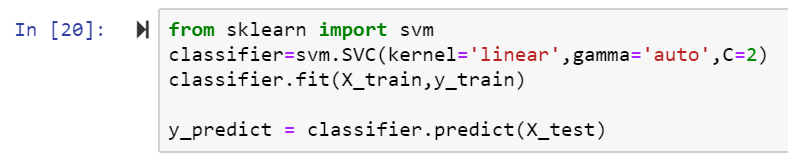 In [20]: from sklearn import svm
classifier=svm.SVC(kernel='linear',gamma='auto',C=2)
classifier.fit(X_train,y_train)
y_predict = classifier.predict(X_test)